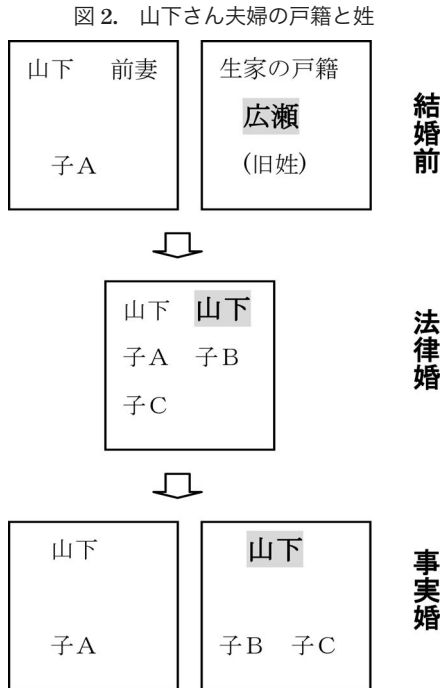 図 2. 山下さん夫婦の戸籍と姓
山下 前妻
子A
生家の戸籍
広瀬
(旧姓)
結婚前
山下 山下
子A 子B
子C
法律婚
山下
子A
山下
子B 子C
事実婚